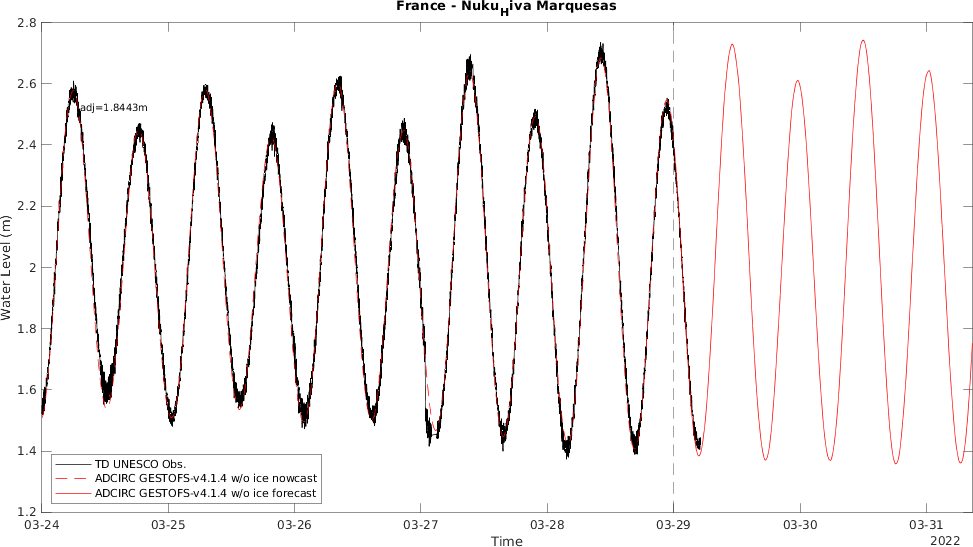 France - Nuku_Hiva Marquesas
2.8
2.6
adj=1.8443m
2.4
2.2
Water Level (m)
2
1.8
1.6
1.4
TD UNESCO Obs.
ADCIRC GESTOFS-v4.1.4 w/o ice nowcast
ADCIRC GESTOFS-v4.1.4 w/o ice forecast
1.2
03-24 03-25 03-26 03-27 03-28 03-29 03-30 03-31
Time
2022